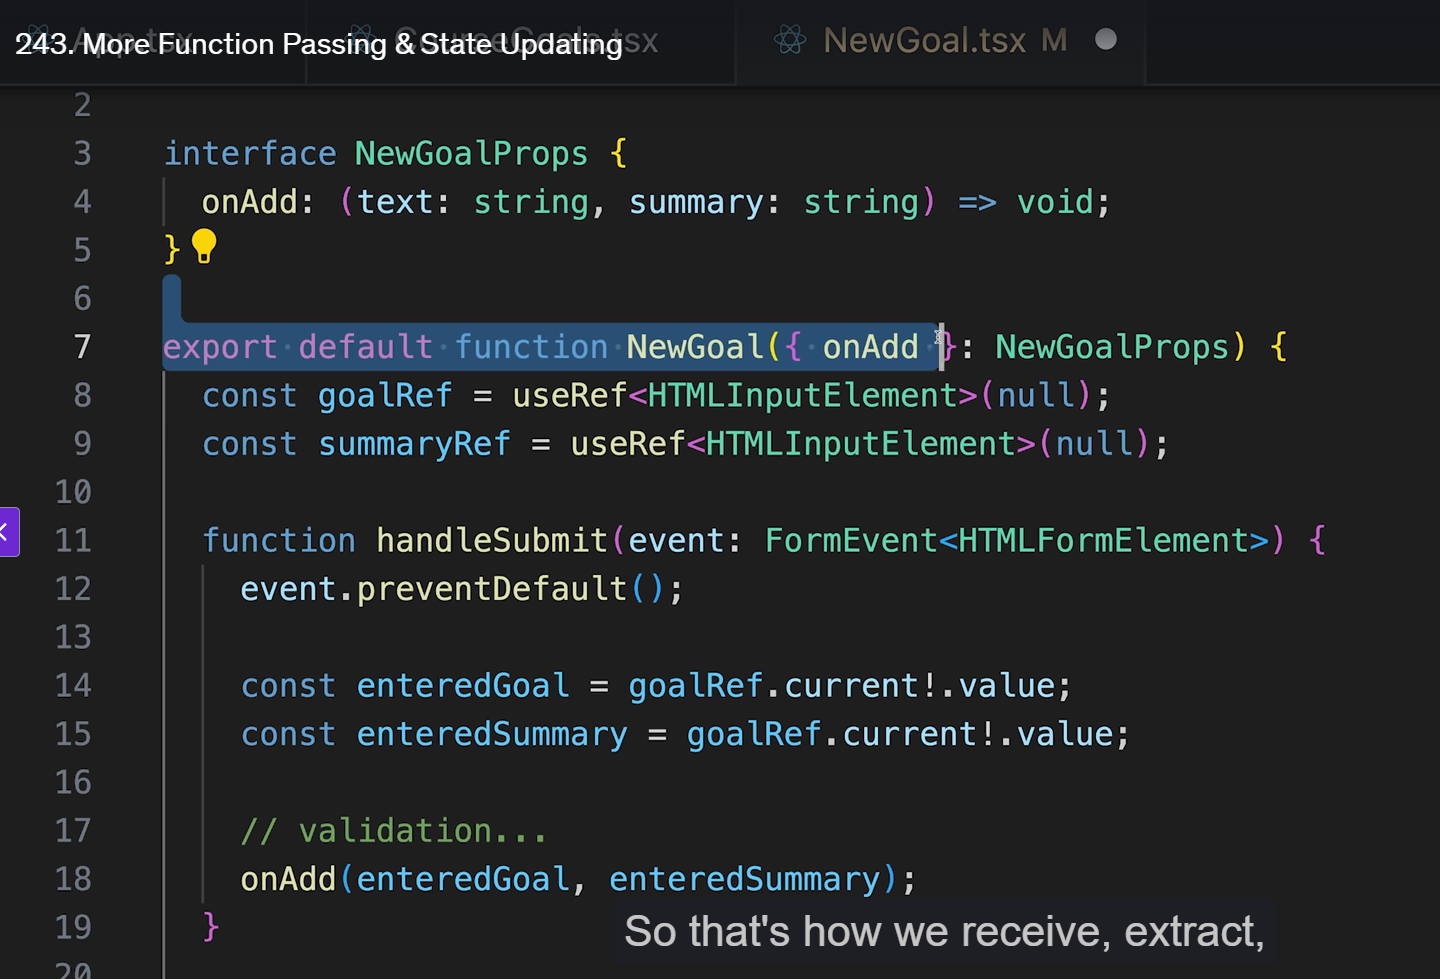 243. More Function Passing & State Updating
App.tsx
CourseGoals.tsx
NewGoal.tsx M
2
3 interface NewGoalProps {
4 onAdd: (text: string, summary: string) => void;
5 }
6
7 export default function NewGoal({ onAdd }: NewGoalProps) {
8 const goalRef = useRef<HTMLInputElement>(null);
9 const summaryRef = useRef<HTMLInputElement>(null);
10
11 function handleSubmit(event: FormEvent<HTMLFormElement>) {
12 event.preventDefault();
13
14 const enteredGoal = goalRef.current!.value;
15 const enteredSummary = goalRef.current!.value;
16
17 // validation...
18 onAdd(enteredGoal, enteredSummary);
19 }
So that's how we receive, extract,
20